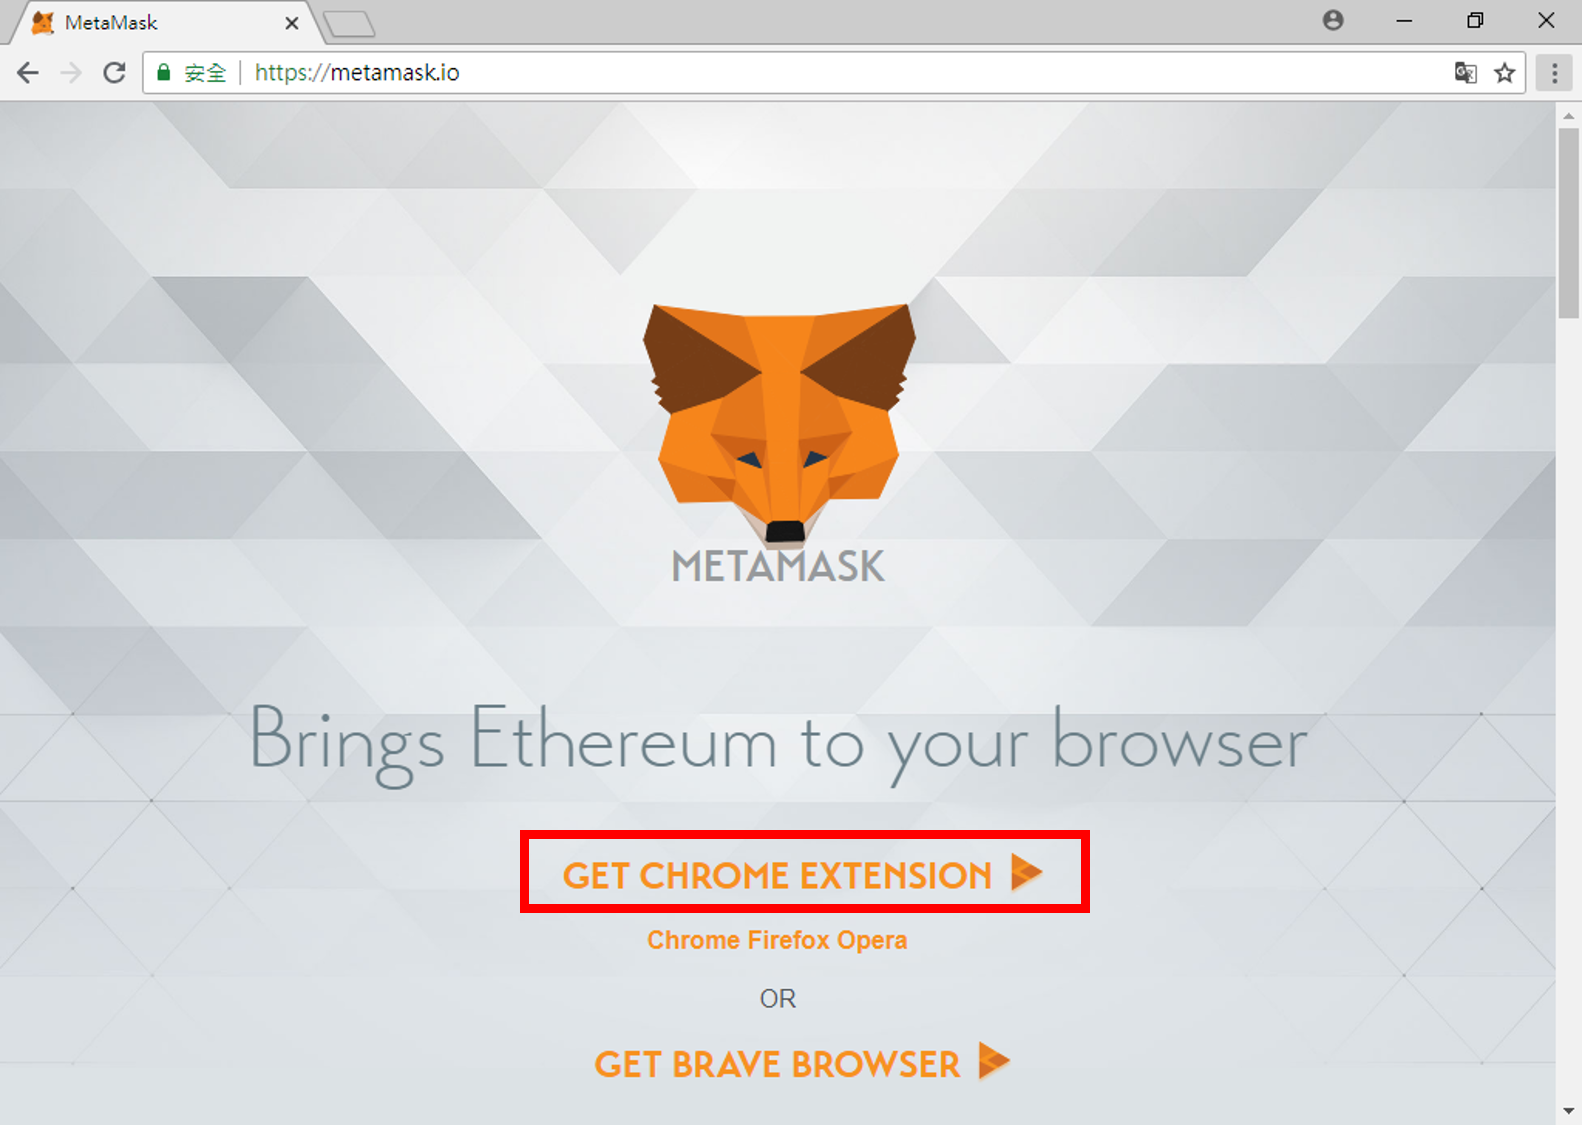 MetaMask
安全 https://metamask.io
METAMASK
Brings Ethereum to your browser
GET CHROME EXTENSION
Chrome Firefox Opera
OR
GET BRAVE BROWSER